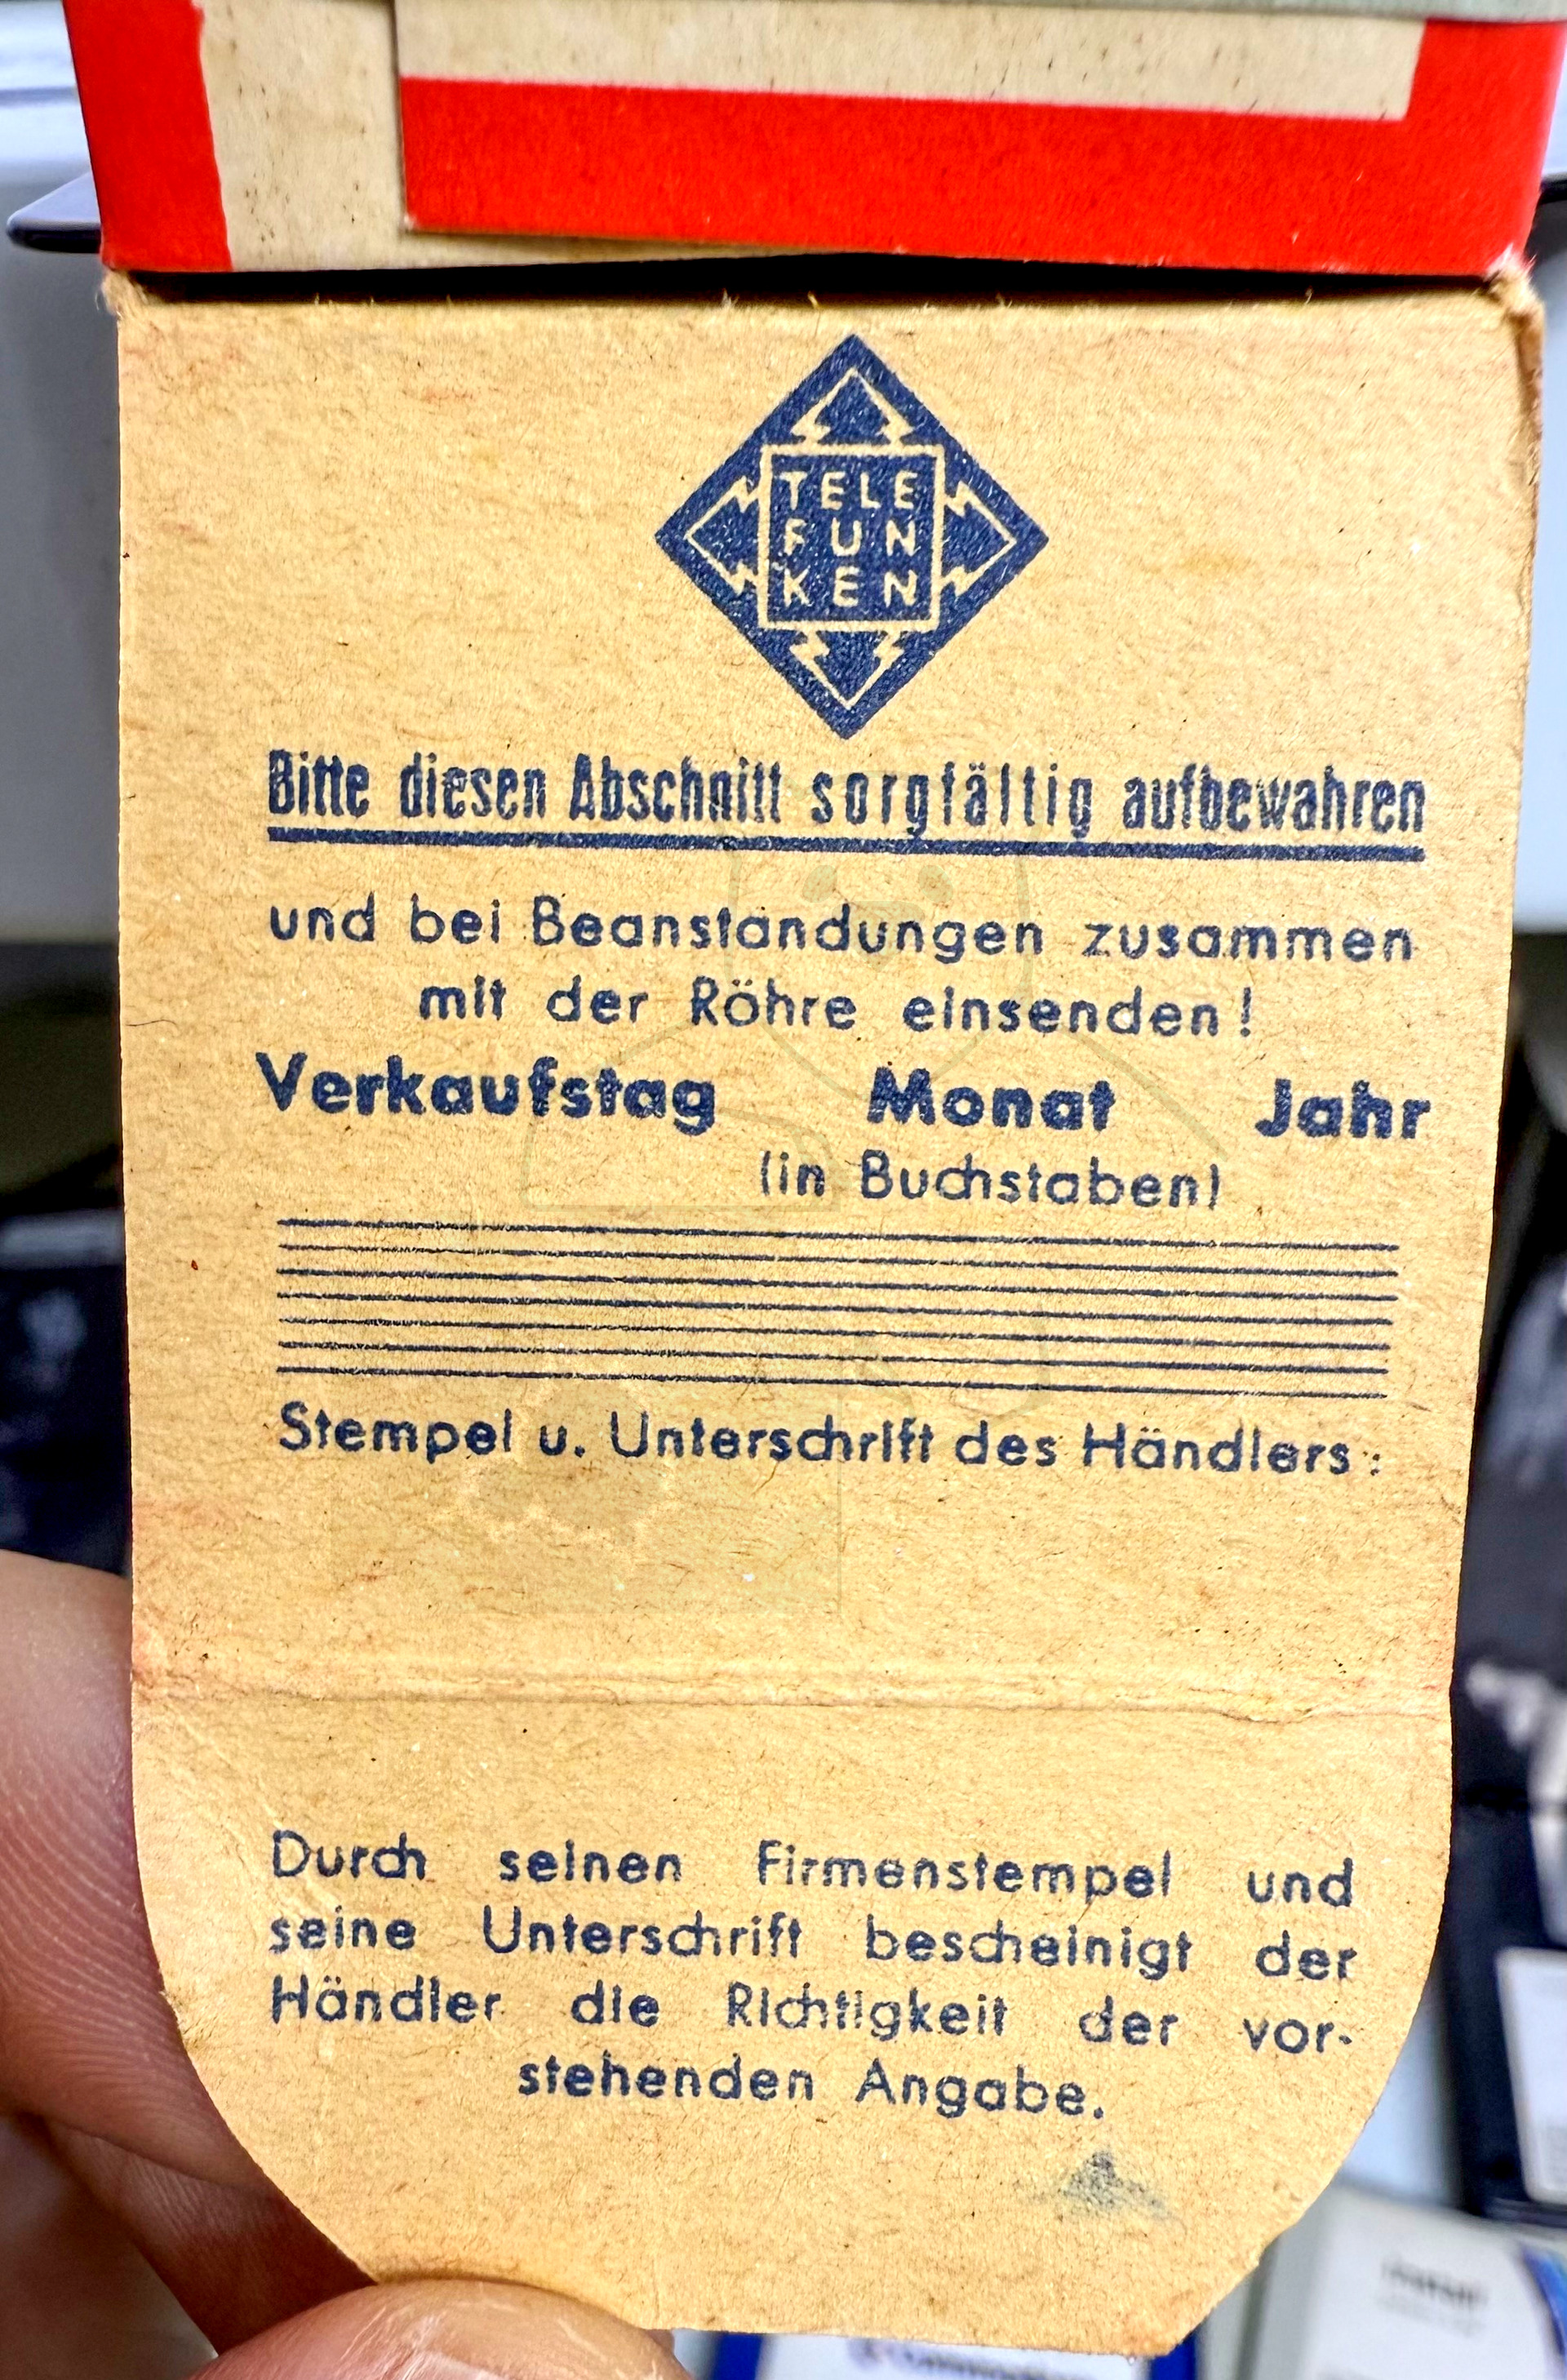 TELE
FUN
KEN
Bitte diesen Abschnitt sorgfältig aufbewahren
und bei Beanstandungen zusammen
mit der Röhre einsenden!
Verkaufstag Monat Jahr
(in Buchstaben)
Stempel u. Unterschrift des Händlers:
Durch seinen Firmenstempel und
seine Unterschrift bescheinigt der
Händler die Richtigkeit der vor-
stehenden Angabe.